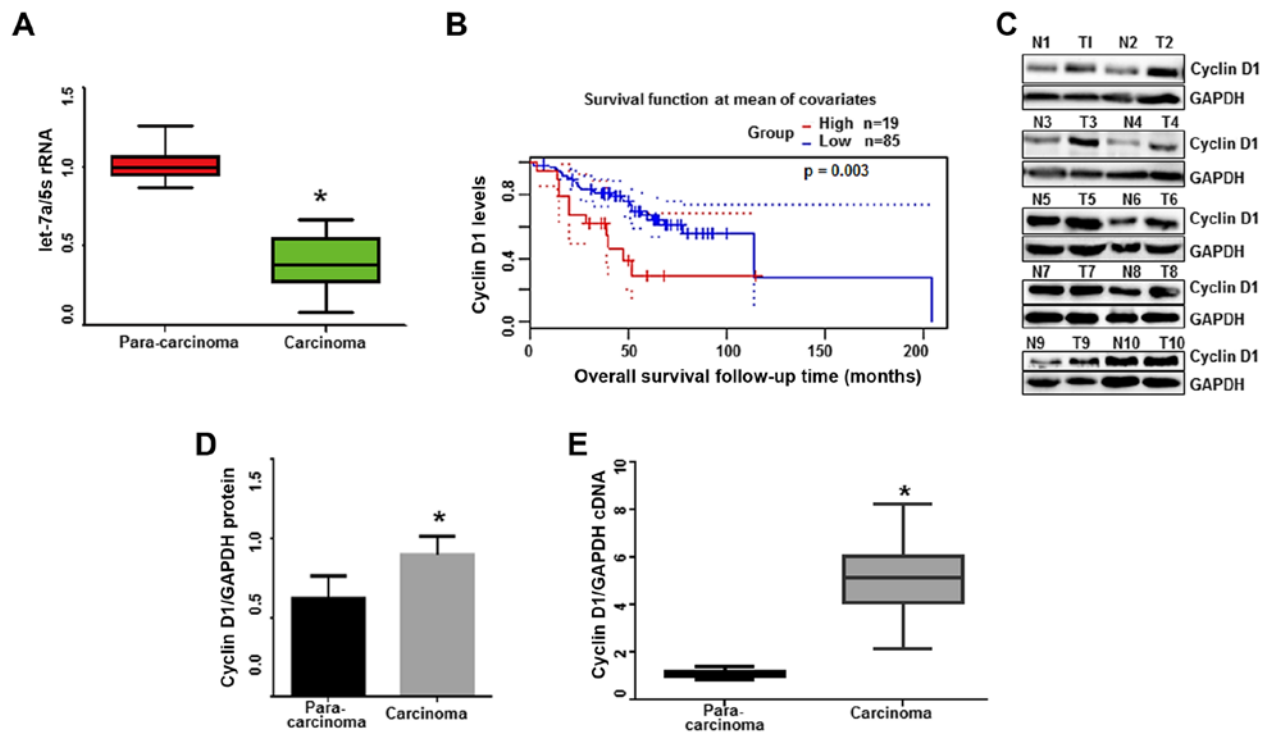 A
let-7a/5s rRNA
1.5
1.0
0.5
0.0
*
Para-carcinoma
Carcinoma
B
Survival function at mean of covariates
Group
High n=19
Low n=85
p = 0.003
Cyclin D1 levels
0.8
0.4
0.0
0
50
100
150
200
Overall survival follow-up time (months)
C
N1 TI N2 T2
Cyclin D1
GAPDH
N3 T3 N4 T4
Cyclin D1
GAPDH
N5 T5 N6 T6
Cyclin D1
GAPDH
N7 T7 N8 T8
Cyclin D1
GAPDH
N9 T9 N10 T10
Cyclin D1
GAPDH
D
Cyclin D1/GAPDH protein
1.5
1.0
0.5
0.0
*
Para-
carcinoma
Carcinoma
E
Cyclin D1/GAPDH cDNA
10
8
6
4
2
0
*
Para-
carcinoma
Carcinoma